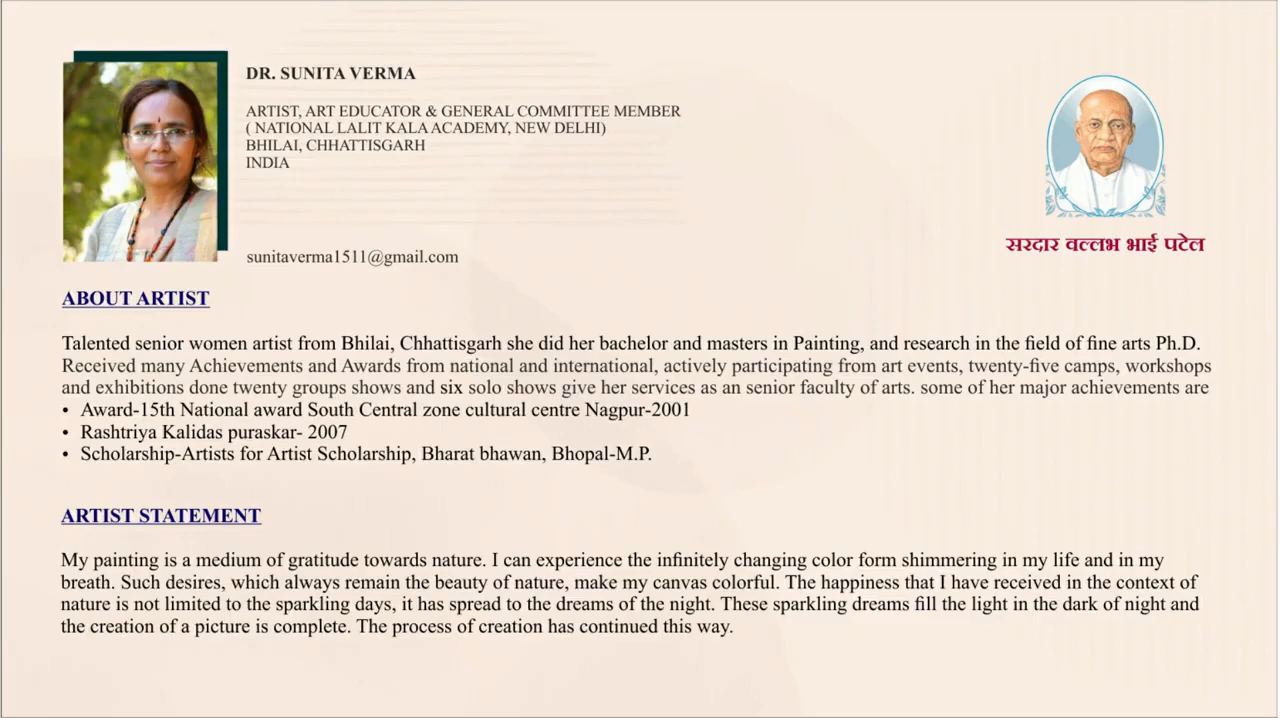 DR. SUNITA VERMA
ARTIST, ART EDUCATOR & GENERAL COMMITTEE MEMBER
( NATIONAL LALIT KALA ACADEMY, NEW DELHI)
BHILAI, CHHATTISGARH
INDIA
sunitaverma1511@gmail.com
सरदार वल्लभ भाई पटेल
ABOUT ARTIST
Talented senior women artist from Bhilai, Chhattisgarh she did her bachelor and masters in Painting, and research in the field of fine arts Ph.D.
Received many Achievements and Awards from national and international, actively participating from art events, twenty-five camps, workshops
and exhibitions done twenty groups shows and six solo shows give her services as an senior faculty of arts. some of her major achievements are
• Award-15th National award South Central zone cultural centre Nagpur-2001
• Rashtriya Kalidas puraskar- 2007
• Scholarship-Artists for Artist Scholarship, Bharat bhawan, Bhopal-M.P.
ARTIST STATEMENT
My painting is a medium of gratitude towards nature. I can experience the infinitely changing color form shimmering in my life and in my
breath. Such desires, which always remain the beauty of nature, make my canvas colorful. The happiness that I have received in the context of
nature is not limited to the sparkling days, it has spread to the dreams of the night. These sparkling dreams fill the light in the dark of night and
the creation of a picture is complete. The process of creation has continued this way.